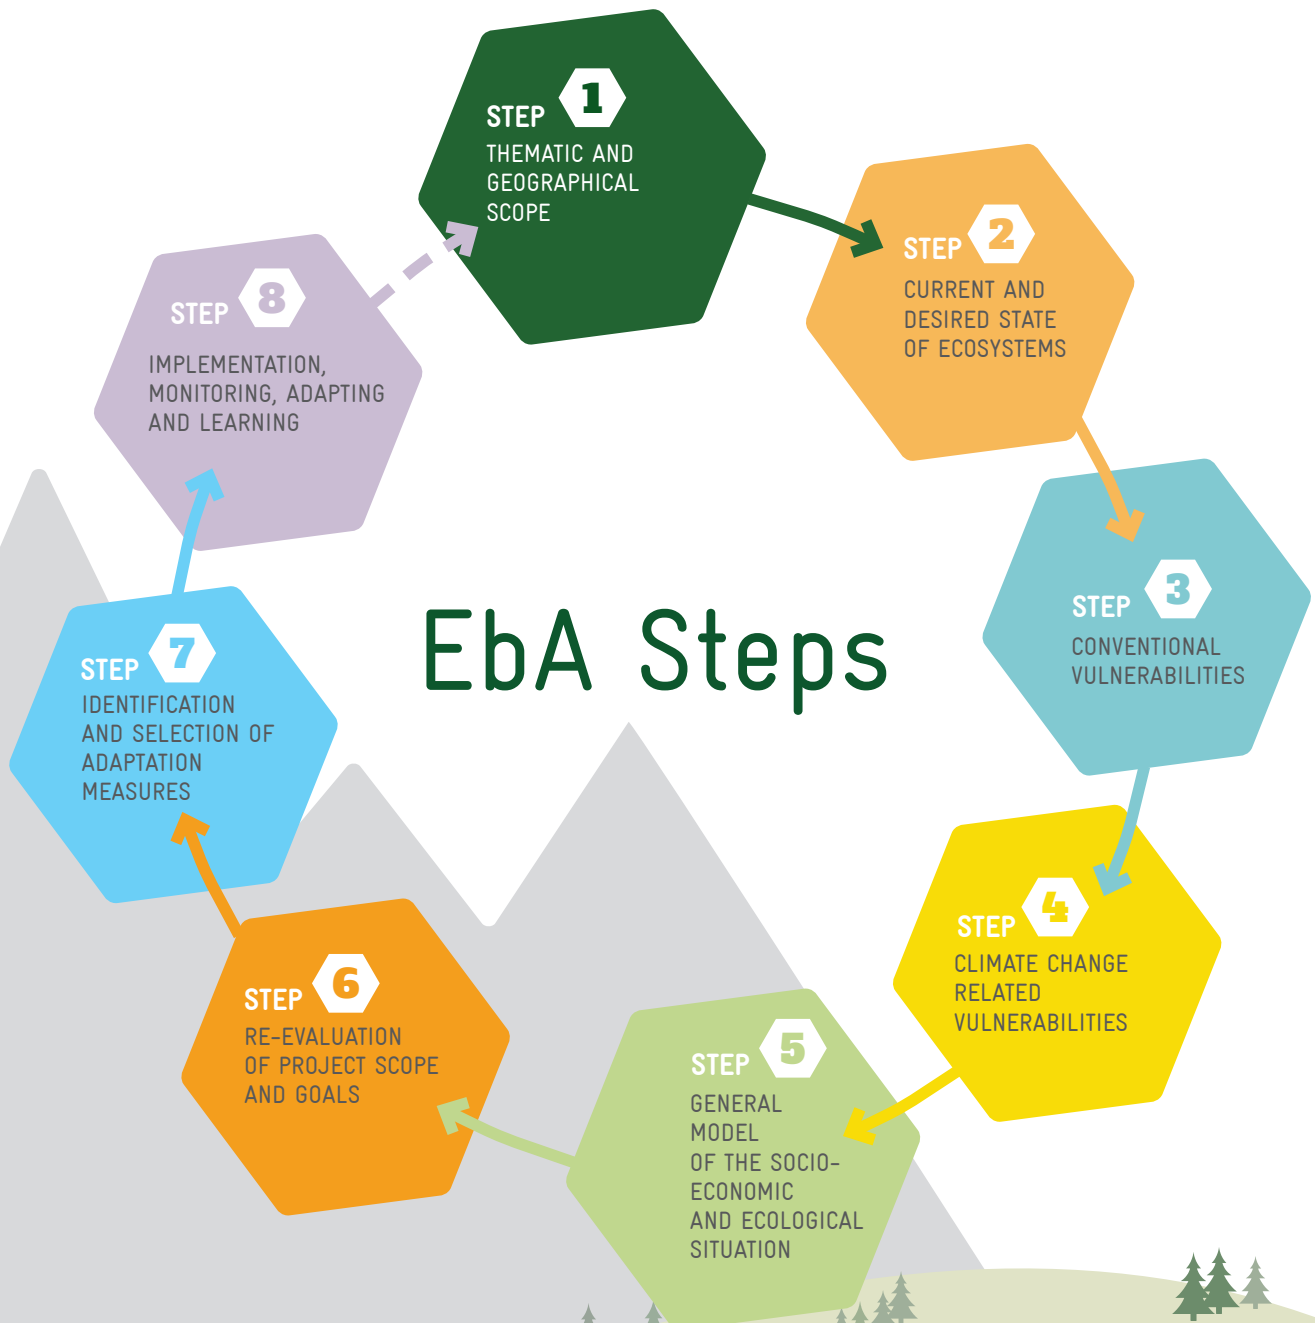 STEP 1
THEMATIC AND
GEOGRAPHICAL
SCOPE
STEP 2
CURRENT AND
DESIRED STATE
OF ECOSYSTEMS
STEP 3
CONVENTIONAL
VULNERABILITIES
STEP 4
CLIMATE CHANGE
RELATED
VULNERABILITIES
STEP 5
GENERAL
MODEL
OF THE SOCIO-
ECONOMIC
AND ECOLOGICAL
SITUATION
STEP 6
RE-EVALUATION
OF PROJECT SCOPE
AND GOALS
STEP 7
IDENTIFICATION
AND SELECTION OF
ADAPTATION
MEASURES
STEP 8
IMPLEMENTATION,
MONITORING, ADAPTING
AND LEARNING
EbA Steps